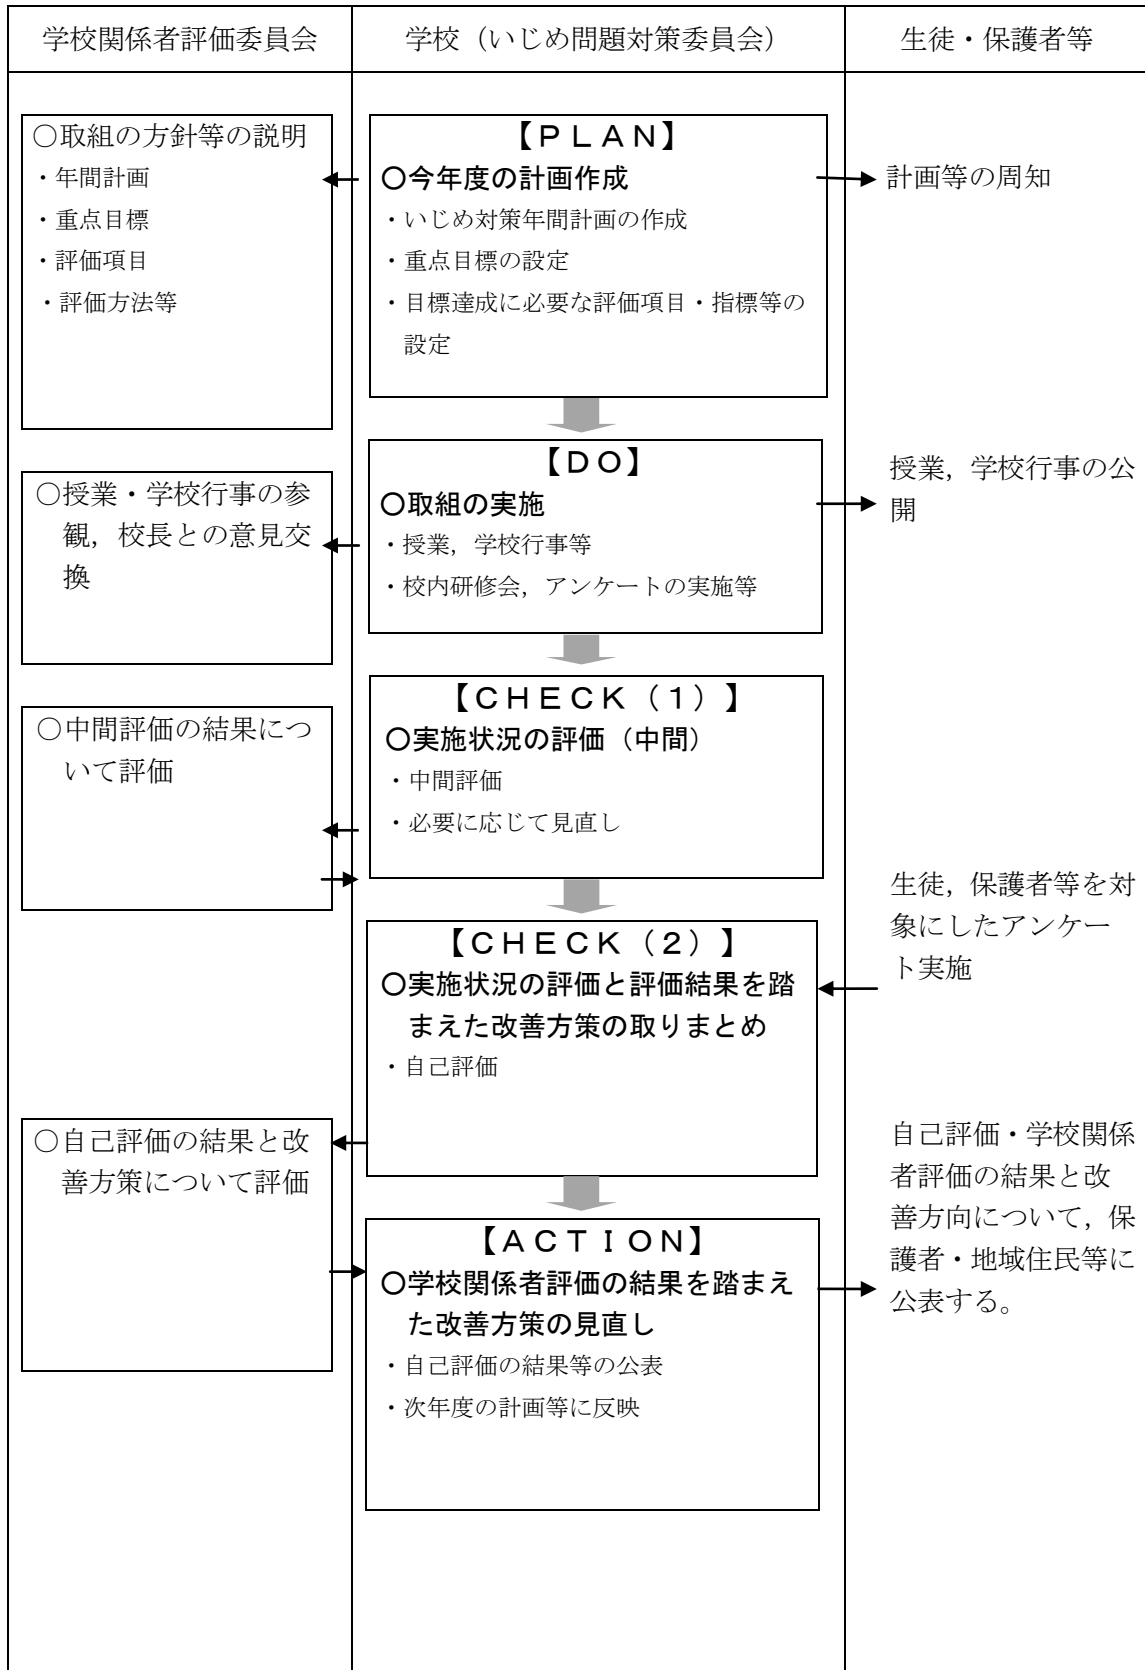 学校関係者評価委員会
学校（いじめ問題対策委員会）
生徒・保護者等
○取組の方針等の説明
・年間計画
・重点目標
・評価項目
・評価方法等
【ＰＬＡＮ】
○今年度の計画作成
・いじめ対策年間計画の作成
・重点目標の設定
・目標達成に必要な評価項目・指標等の
設定
計画等の周知
○授業・学校行事の参
観，校長との意見交
換
【ＤＯ】
○取組の実施
・授業，学校行事等
・校内研修会，アンケートの実施等
授業，学校行事の公
開
○中間評価の結果につ
いて評価
【ＣＨＥＣＫ（１）】
○実施状況の評価（中間）
・中間評価
・必要に応じて見直し
【ＣＨＥＣＫ（２）】
○実施状況の評価と評価結果を踏
まえた改善方策の取りまとめ
・自己評価
生徒，保護者等を対
象にしたアンケー
ト実施
○自己評価の結果と改
善方策について評価
【ＡＣＴＩＯＮ】
○学校関係者評価の結果を踏まえ
た改善方策の見直し
・自己評価の結果等の公表
・次年度の計画等に反映
自己評価・学校関係
者評価の結果と改
善方向について，保
護者・地域住民等に
公表する。